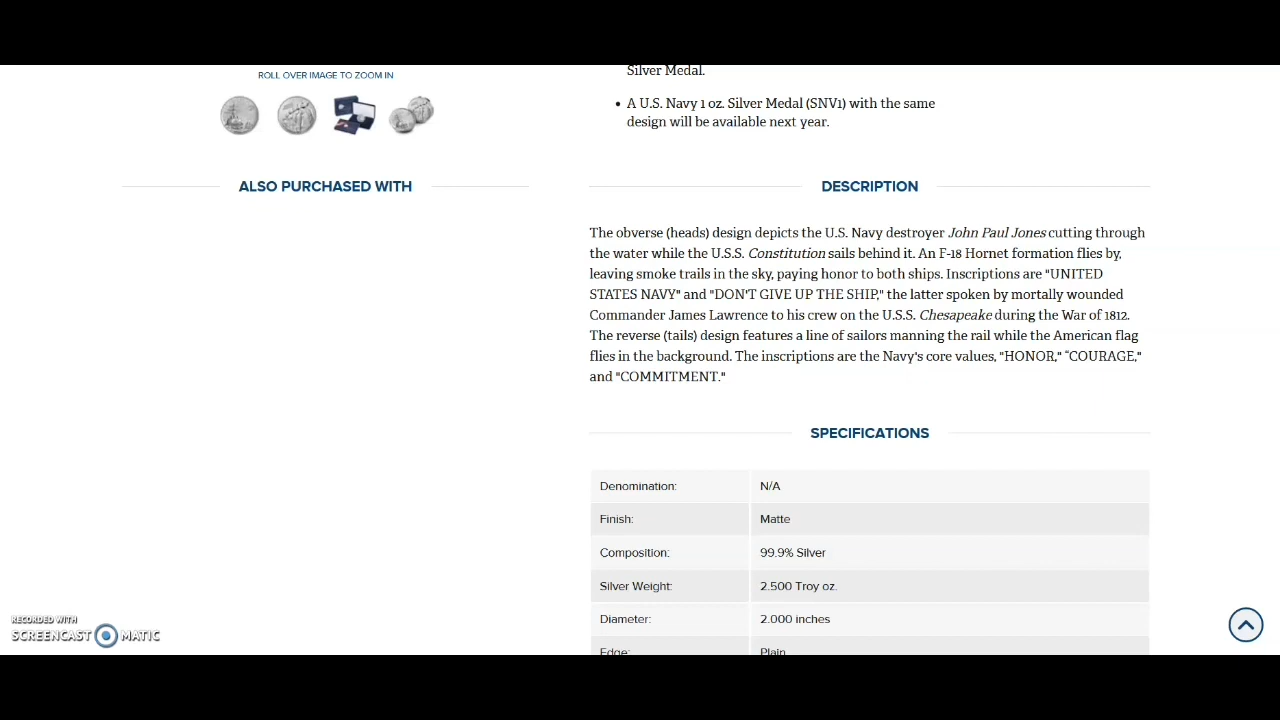 ROLL OVER IMAGE TO ZOOM IN
Silver Medal.
• A U.S. Navy 1 oz. Silver Medal (SNV1) with the same
design will be available next year.
ALSO PURCHASED WITH
DESCRIPTION
The obverse (heads) design depicts the U.S. Navy destroyer John Paul Jones cutting through
the water while the U.S.S. Constitution sails behind it. An F-18 Hornet formation flies by,
leaving smoke trails in the sky, paying honor to both ships. Inscriptions are "UNITED
STATES NAVY" and "DON'T GIVE UP THE SHIP," the latter spoken by mortally wounded
Commander James Lawrence to his crew on the U.S.S. Chesapeake during the War of 1812.
The reverse (tails) design features a line of sailors manning the rail while the American flag
flies in the background. The inscriptions are the Navy's core values, "HONOR," “COURAGE,"
and "COMMITMENT."
SPECIFICATIONS
Denomination: N/A
Finish: Matte
Composition: 99.9% Silver
Silver Weight: 2.500 Troy oz.
Diameter: 2.000 inches
Edge: Plain
RECORDED WITH
SCREENCAST MATIC